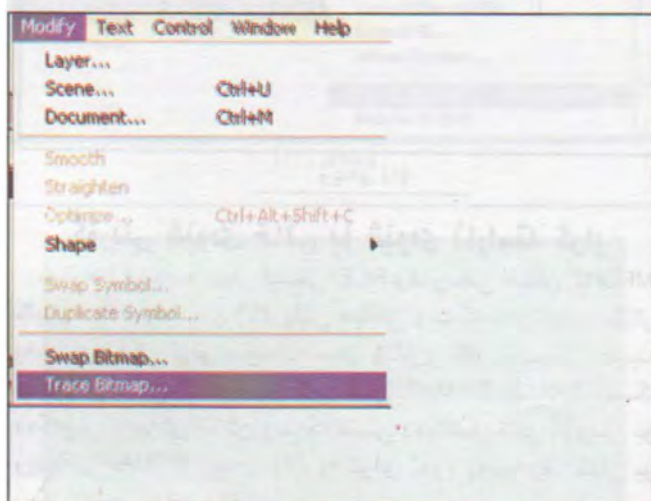 Modify Text Control Window Help
Layer...
Scene... Ctrl+U
Document... Ctrl+M
Smooth
Straighten
Optimize... Ctrl+Alt+Shift+C
Shape
Swap Symbol...
Duplicate Symbol...
Swap Bitmap...
Trace Bitmap...